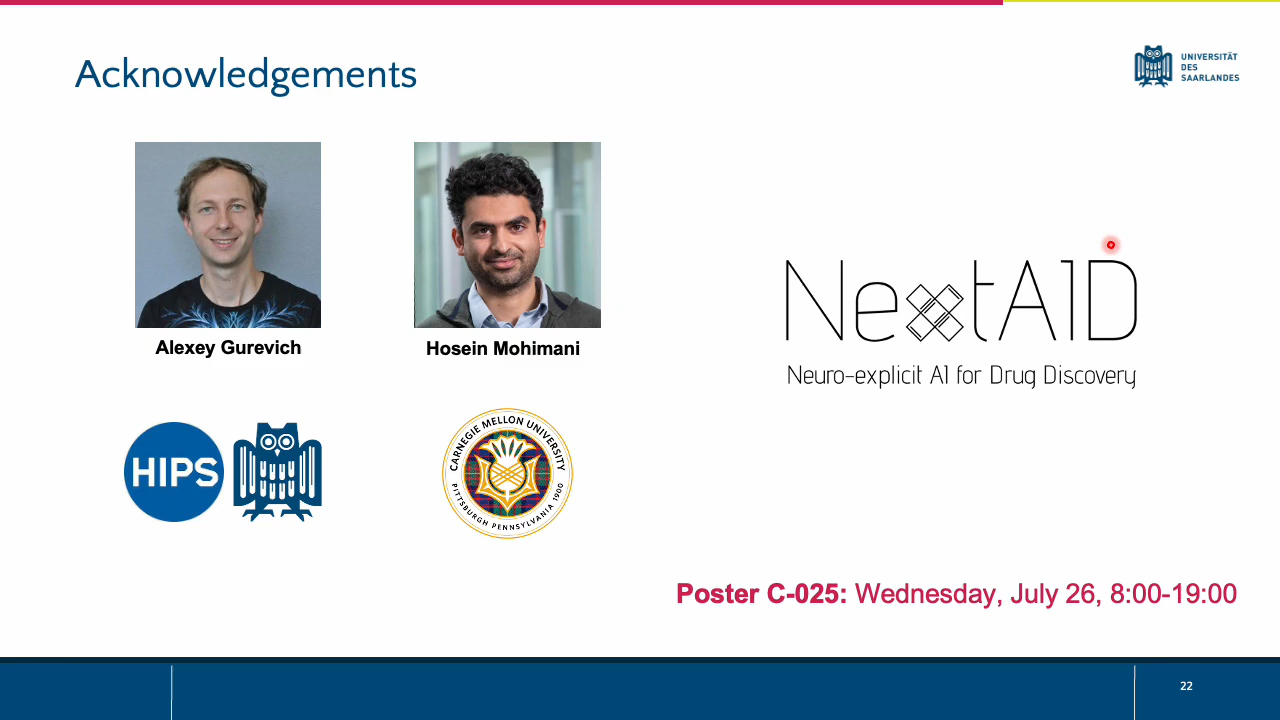 Acknowledgements
UNIVERSITÄT
DES
SAARLANDES
Alexey Gurevich
Hosein Mohimani
HIPS
CARNEGIE MELLON UNIVERSITY
PITTSBURGH PENNSYLVANIA 1900
NextAID
Neuro-explicit AI for Drug Discovery
Poster C-025: Wednesday, July 26, 8:00-19:00
22